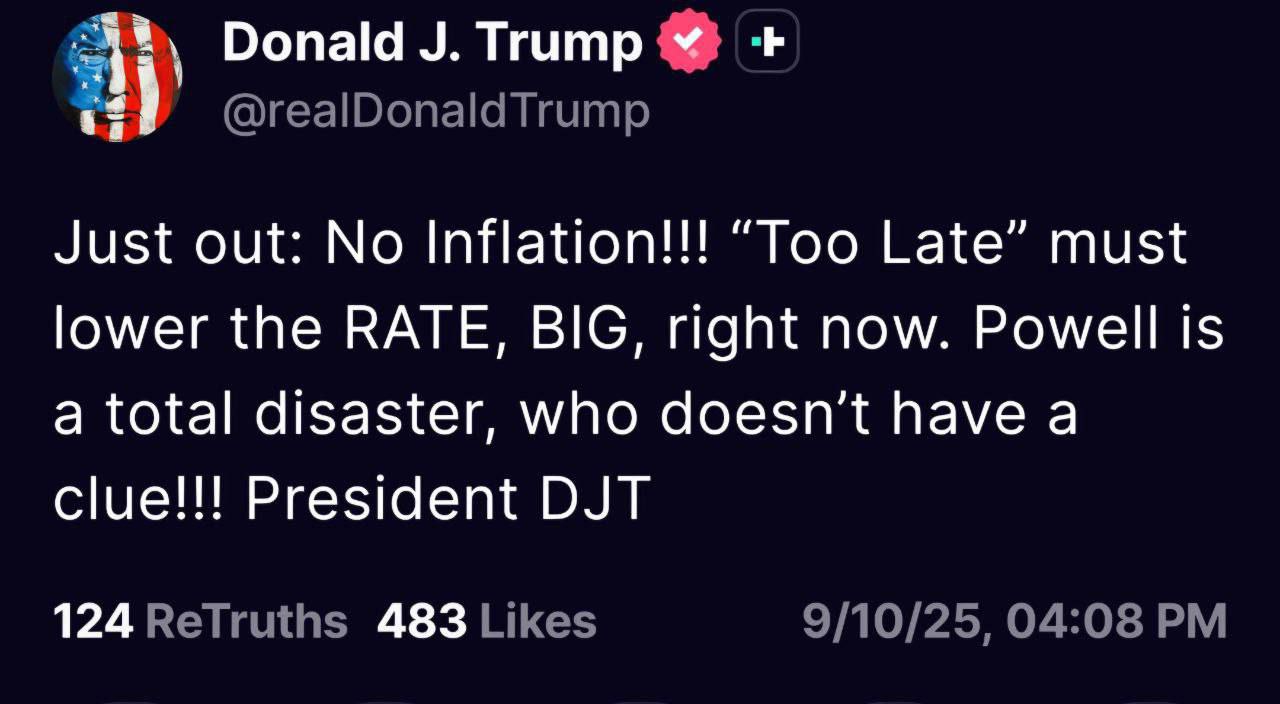 Donald J. Trump
@realDonaldTrump
Just out: No Inflation!!! “Too Late” must
lower the RATE, BIG, right now. Powell is
a total disaster, who doesn’t have a
clue!!! President DJT
124 ReTruths 483 Likes 9/10/25, 04:08 PM